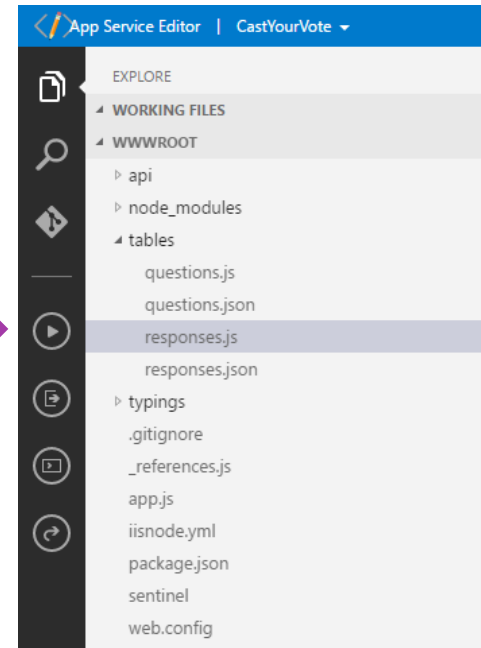 App Service Editor | CastYourVote
EXPLORE
WORKING FILES
WWWROOT
api
node_modules
tables
questions.js
questions.json
responses.js
responses.json
typings
.gitignore
_references.js
app.js
iisnode.yml
package.json
sentinel
web.config